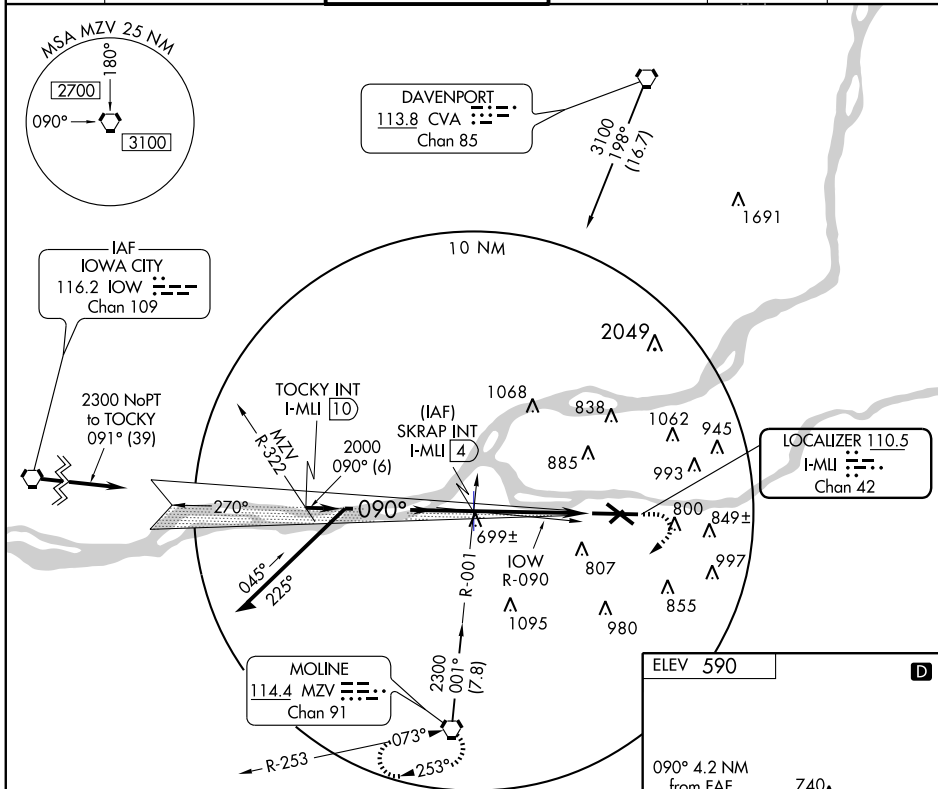 MSA MZV 25 NM
180°
2700
090°
3100
DAVENPORT
113.8 CVA
Chan 85
3100
198°
(16.7)
1691
IAF
IOWA CITY
116.2 IOW
Chan 109
10 NM
2049
2300 NoPT
to TOCKY
091° (39)
TOCKY INT
I-MLI 10
MZV
R-322
2000
090° (6)
(IAF)
SKRAP INT
I-MLI 4
1068
838
1062
945
885
993
LOCALIZER 110.5
I-MLI
Chan 42
270°
090°
800
849±
699±
IOW
R-090
807
997
045°
225°
R-001
855
1095
980
2300
001°
(7.8)
MOLINE
114.4 MZV
Chan 91
R-253
073°
253°
ELEV 590
D
090° 4.2 NM
from FAF
740